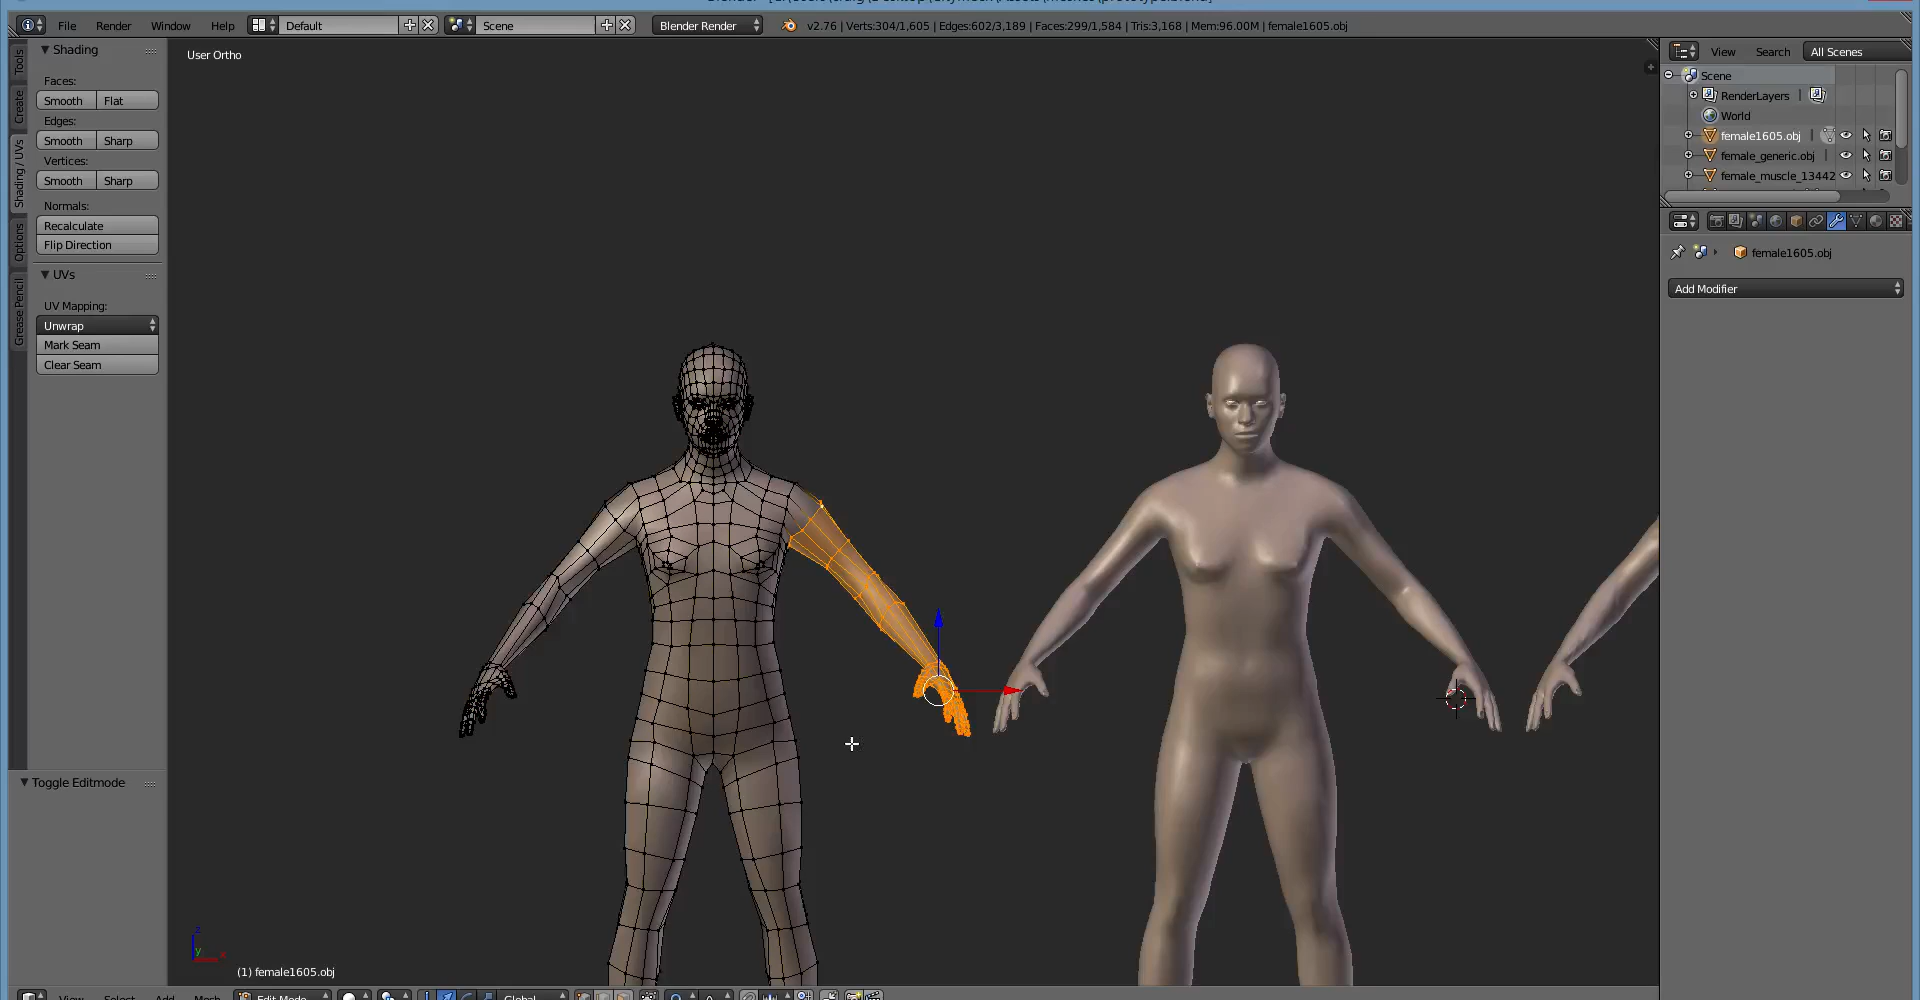 File Render Window Help Default Scene Blender Render v2.76 | Verts:304/1,605 | Edges:602/3,189 | Faces:299/1,584 | Tris:3,168 | Mem:96.00M | female1605.obj
Tools
Create
Shading / UVs
Options
Grease Pencil
Shading
Faces:
Smooth Flat
Edges:
Smooth Sharp
Vertices:
Smooth Sharp
Normals:
Recalculate
Flip Direction
UVs
UV Mapping:
Unwrap
Mark Seam
Clear Seam
Toggle Editmode
User Ortho
z
y
x
(1) female1605.obj
View Select Add Mesh Edit Mode Global
View Search All Scenes
Scene
RenderLayers |
World
female1605.obj |
female_generic.obj |
female_muscle_13442
female1605.obj
Add Modifier